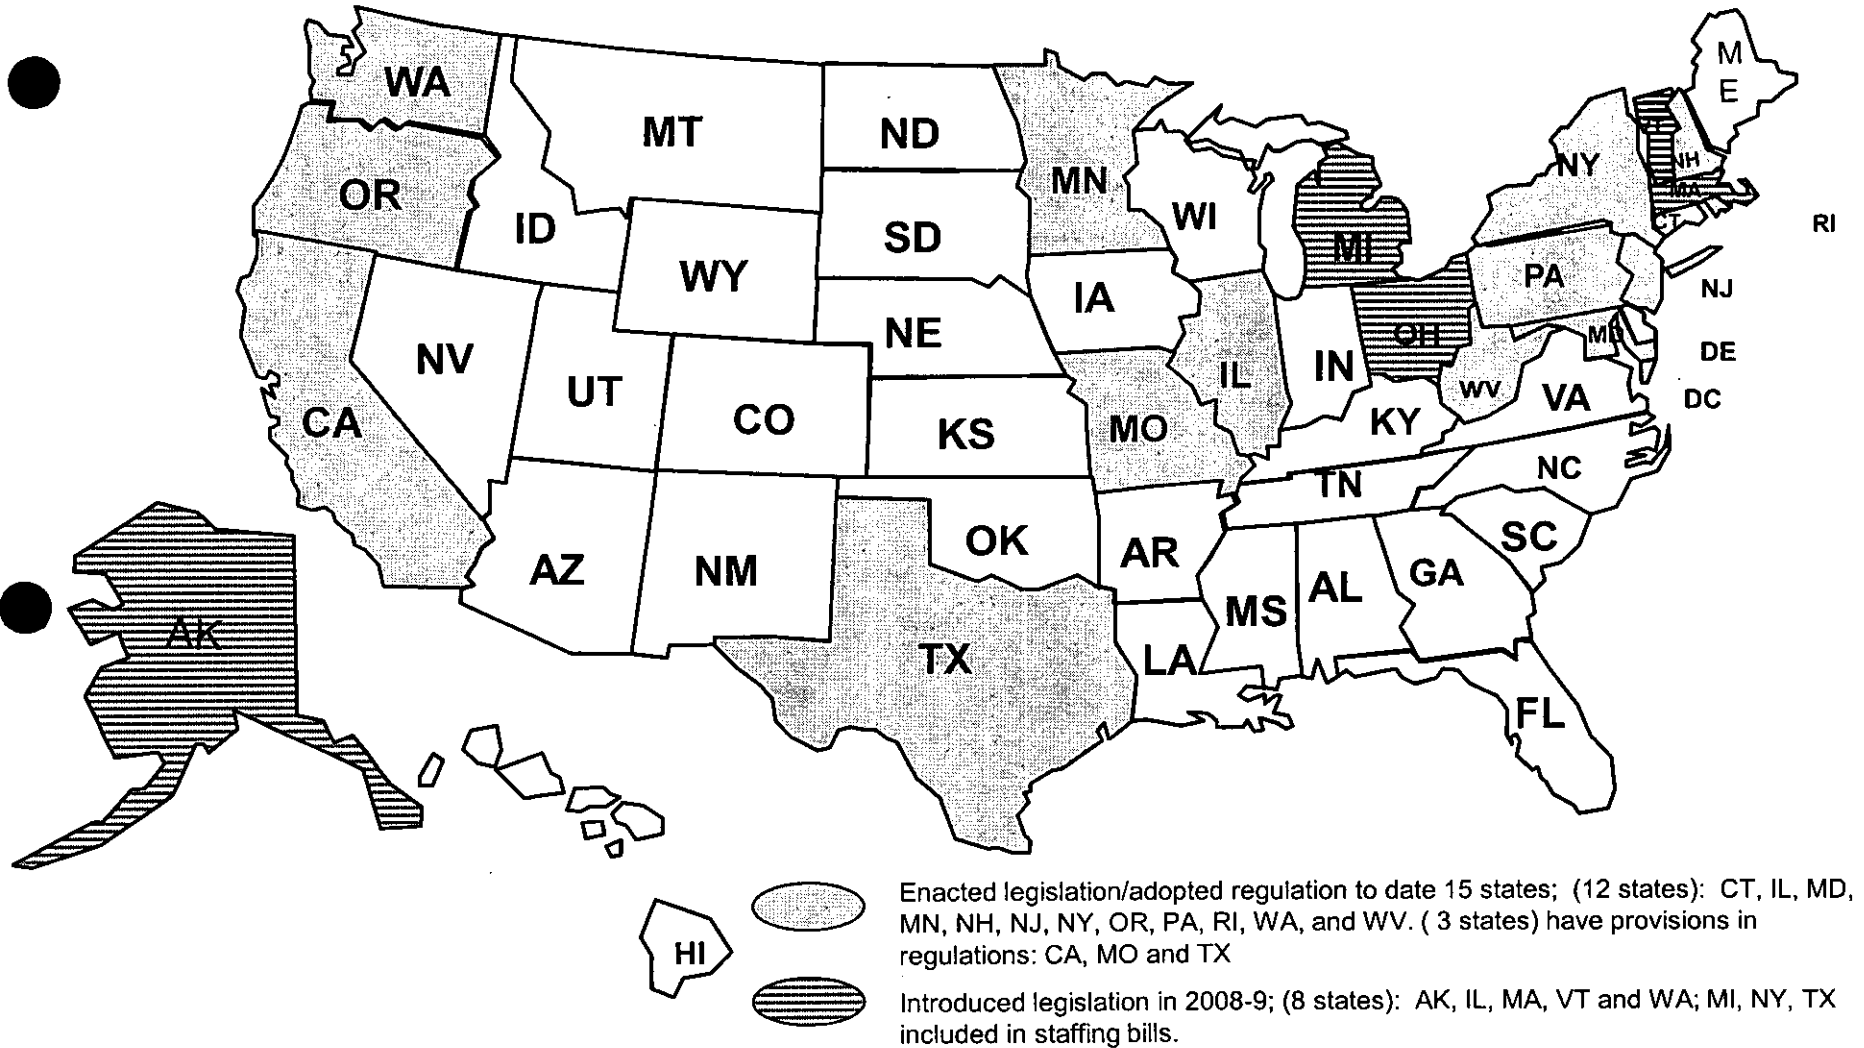 M
E
WA
MT
ND
MN
NY
NH
MA
OR
ID
SD
WI
MI
CT
RI
WY
IA
PA
NJ
NE
OH
MD
DE
NV
UT
CO
KS
MO
IL
IN
WV
VA
DC
CA
KY
TN
NC
AZ
NM
OK
AR
SC
GA
AL
MS
AK
TX
LA
FL
HI
Enacted legislation/adopted regulation to date 15 states; (12 states): CT, IL, MD,
MN, NH, NJ, NY, OR, PA, RI, WA, and WV. ( 3 states) have provisions in
regulations: CA, MO and TX
Introduced legislation in 2008-9; (8 states): AK, IL, MA, VT and WA; MI, NY, TX
included in staffing bills.